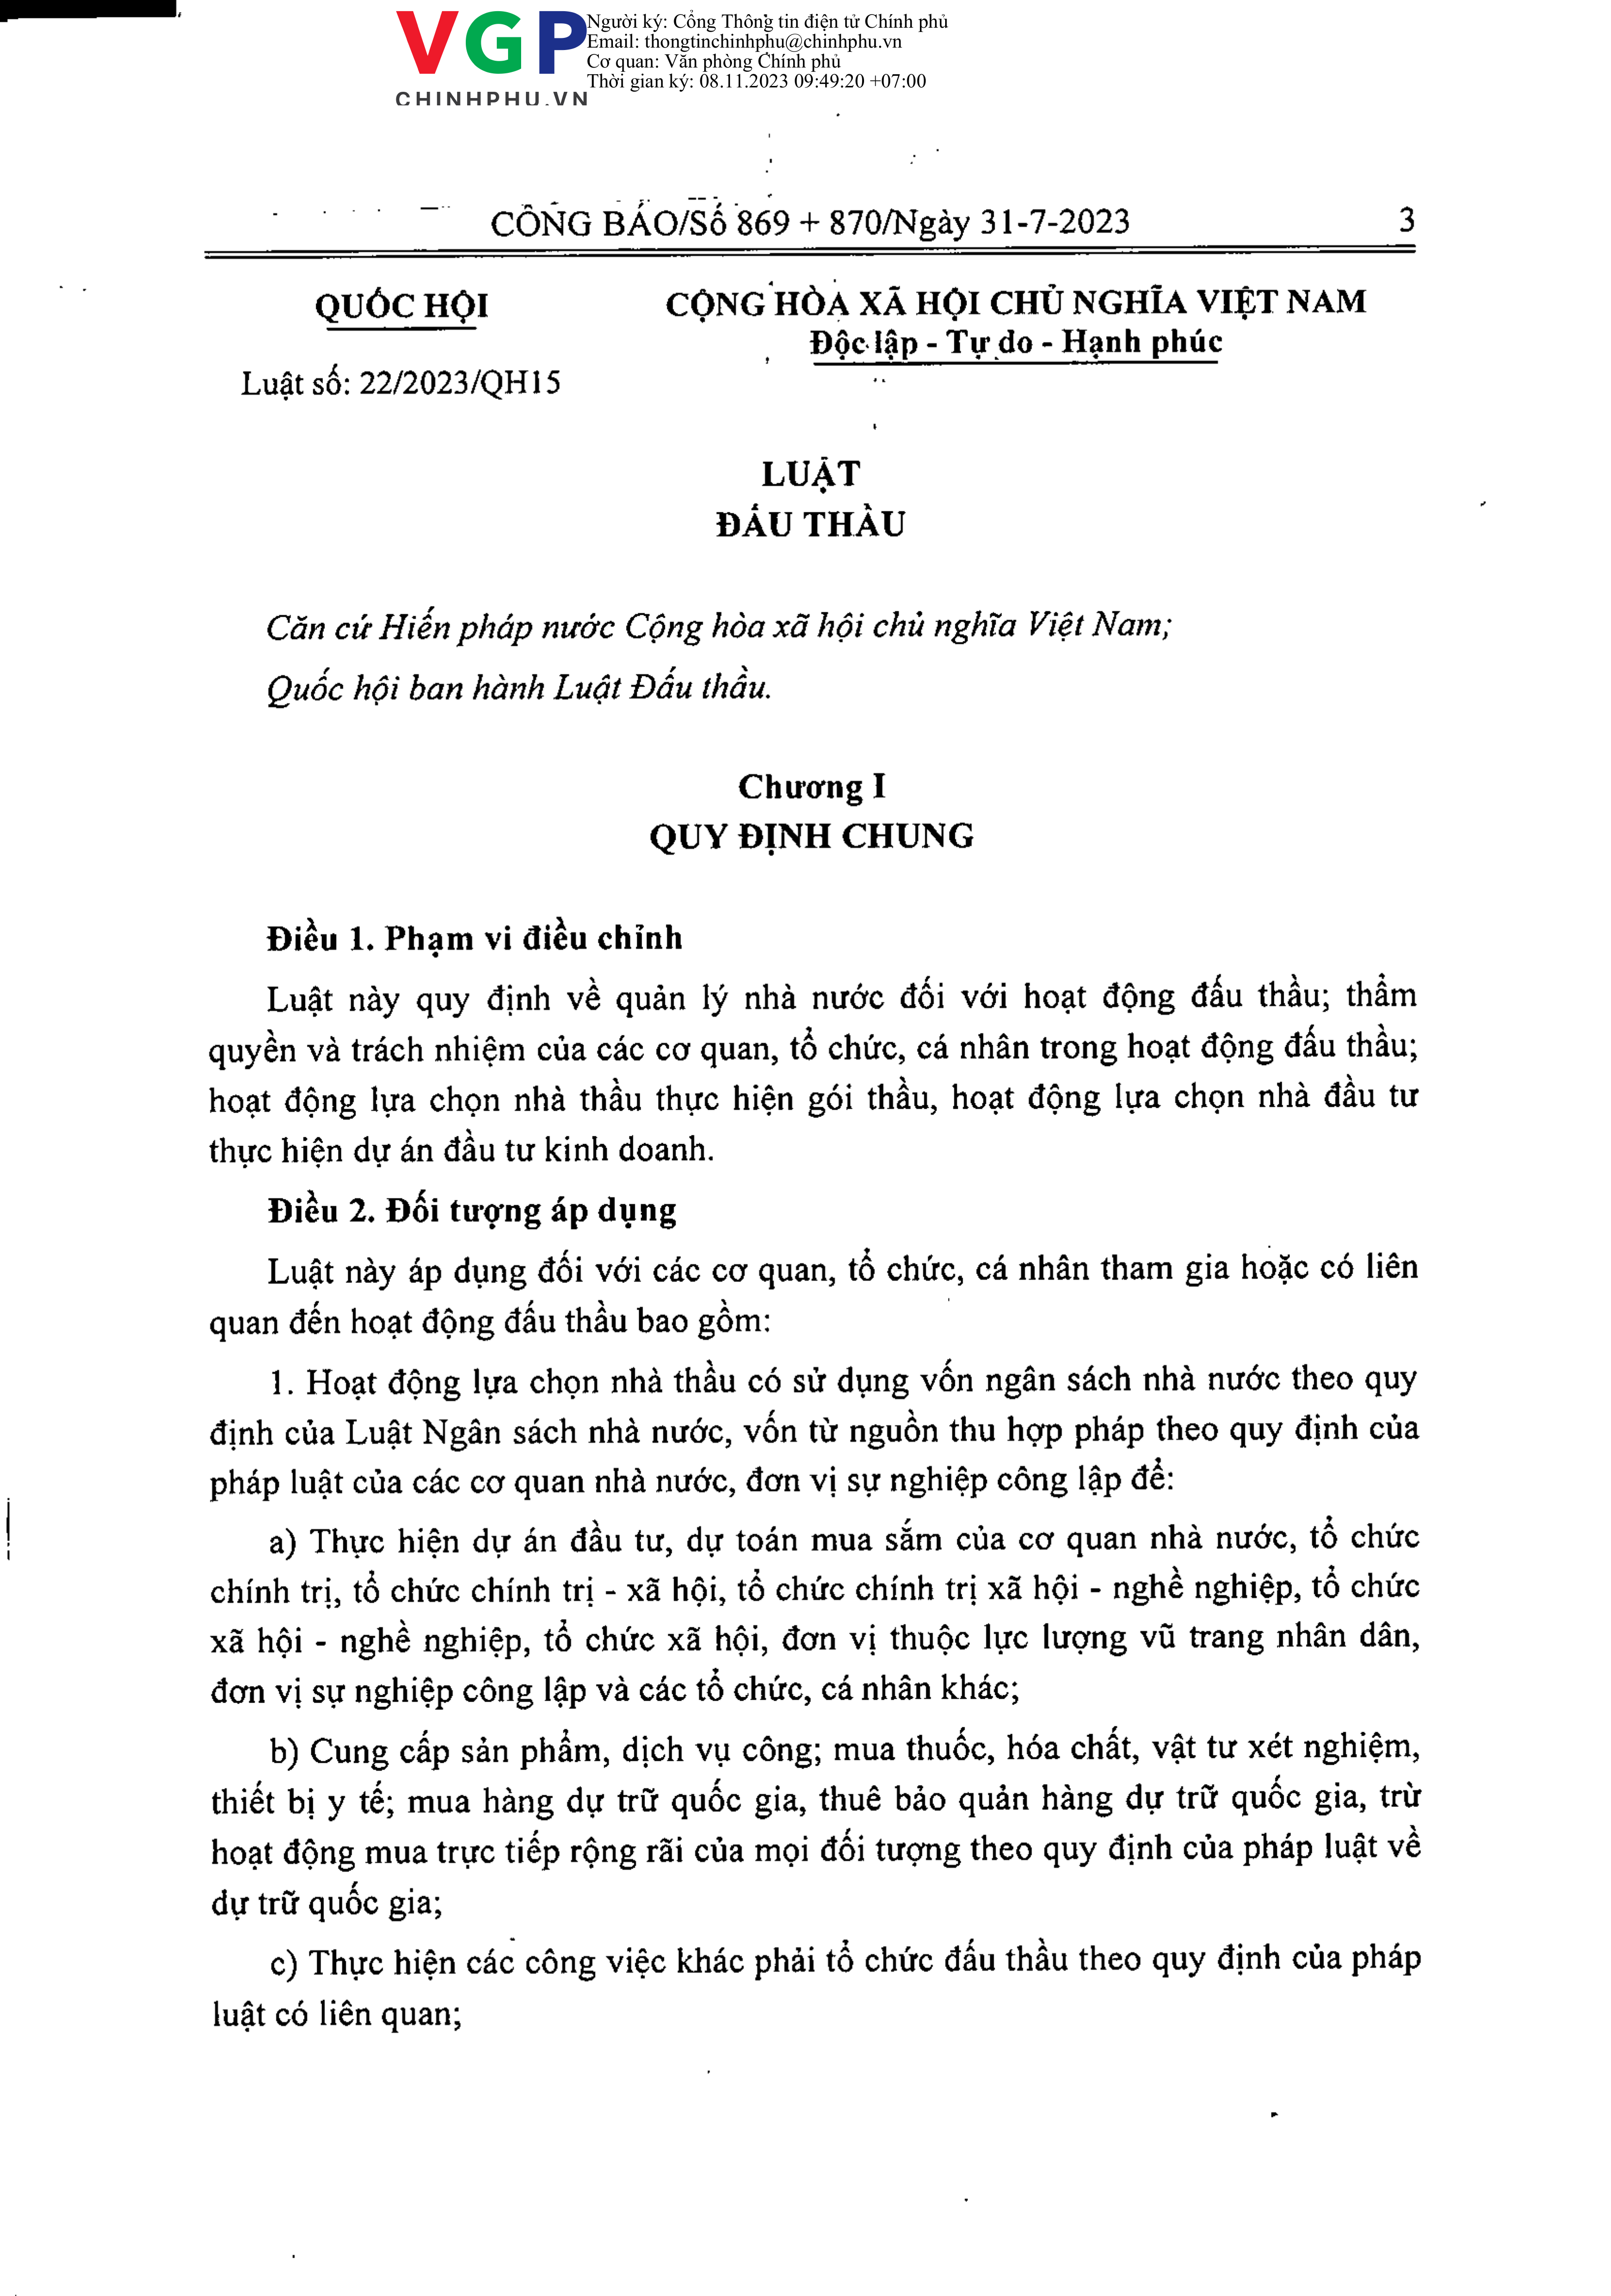 VGP
CHINHPHU.VN
Người ký: Cổng Thông tin điện tử Chính phủ
Email: thongtinchinhphu@chinhphu.vn
Cơ quan: Văn phòng Chính phủ
Thời gian ký: 08.11.2023 09:49:20 +07:00
CÔNG BÁO/Số 869 + 870/Ngày 31-7-2023 3
QUỐC HỘI
CỘNG HÒA XÃ HỘI CHỦ NGHĨA VIỆT NAM
Độc lập - Tự do - Hạnh phúc
Luật số: 22/2023/QH15
LUẬT
ĐẤU THẦU
Căn cứ Hiến pháp nước Cộng hòa xã hội chủ nghĩa Việt Nam;
Quốc hội ban hành Luật Đấu thầu.
Chương I
QUY ĐỊNH CHUNG
Điều 1. Phạm vi điều chỉnh
Luật này quy định về quản lý nhà nước đối với hoạt động đấu thầu; thẩm
quyền và trách nhiệm của các cơ quan, tổ chức, cá nhân trong hoạt động đấu thầu;
hoạt động lựa chọn nhà thầu thực hiện gói thầu, hoạt động lựa chọn nhà đầu tư
thực hiện dự án đầu tư kinh doanh.
Điều 2. Đối tượng áp dụng
Luật này áp dụng đối với các cơ quan, tổ chức, cá nhân tham gia hoặc có liên
quan đến hoạt động đấu thầu bao gồm:
1. Hoạt động lựa chọn nhà thầu có sử dụng vốn ngân sách nhà nước theo quy
định của Luật Ngân sách nhà nước, vốn từ nguồn thu hợp pháp theo quy định của
pháp luật của các cơ quan nhà nước, đơn vị sự nghiệp công lập để:
a) Thực hiện dự án đầu tư, dự toán mua sắm của cơ quan nhà nước, tổ chức
chính trị, tổ chức chính trị - xã hội, tổ chức chính trị xã hội - nghề nghiệp, tổ chức
xã hội - nghề nghiệp, tổ chức xã hội, đơn vị thuộc lực lượng vũ trang nhân dân,
đơn vị sự nghiệp công lập và các tổ chức, cá nhân khác;
b) Cung cấp sản phẩm, dịch vụ công; mua thuốc, hóa chất, vật tư xét nghiệm,
thiết bị y tế; mua hàng dự trữ quốc gia, thuê bảo quản hàng dự trữ quốc gia, trừ
hoạt động mua trực tiếp rộng rãi của mọi đối tượng theo quy định của pháp luật về
dự trữ quốc gia;
c) Thực hiện các công việc khác phải tổ chức đấu thầu theo quy định của pháp
luật có liên quan;